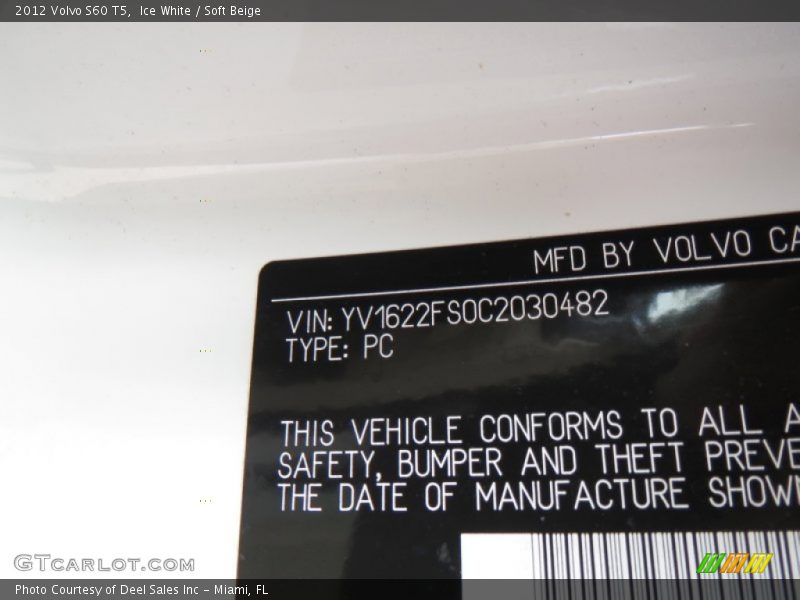 2012 Volvo S60 T5, Ice White / Soft Beige
MFD BY VOLVO CA
VIN: YV1622FS0C2030482
TYPE: PC
THIS VEHICLE CONFORMS TO ALL A
SAFETY, BUMPER AND THEFT PREVE
THE DATE OF MANUFACTURE SHOW
GTCARLOT.COM
Photo Courtesy of Deel Sales Inc - Miami, FL